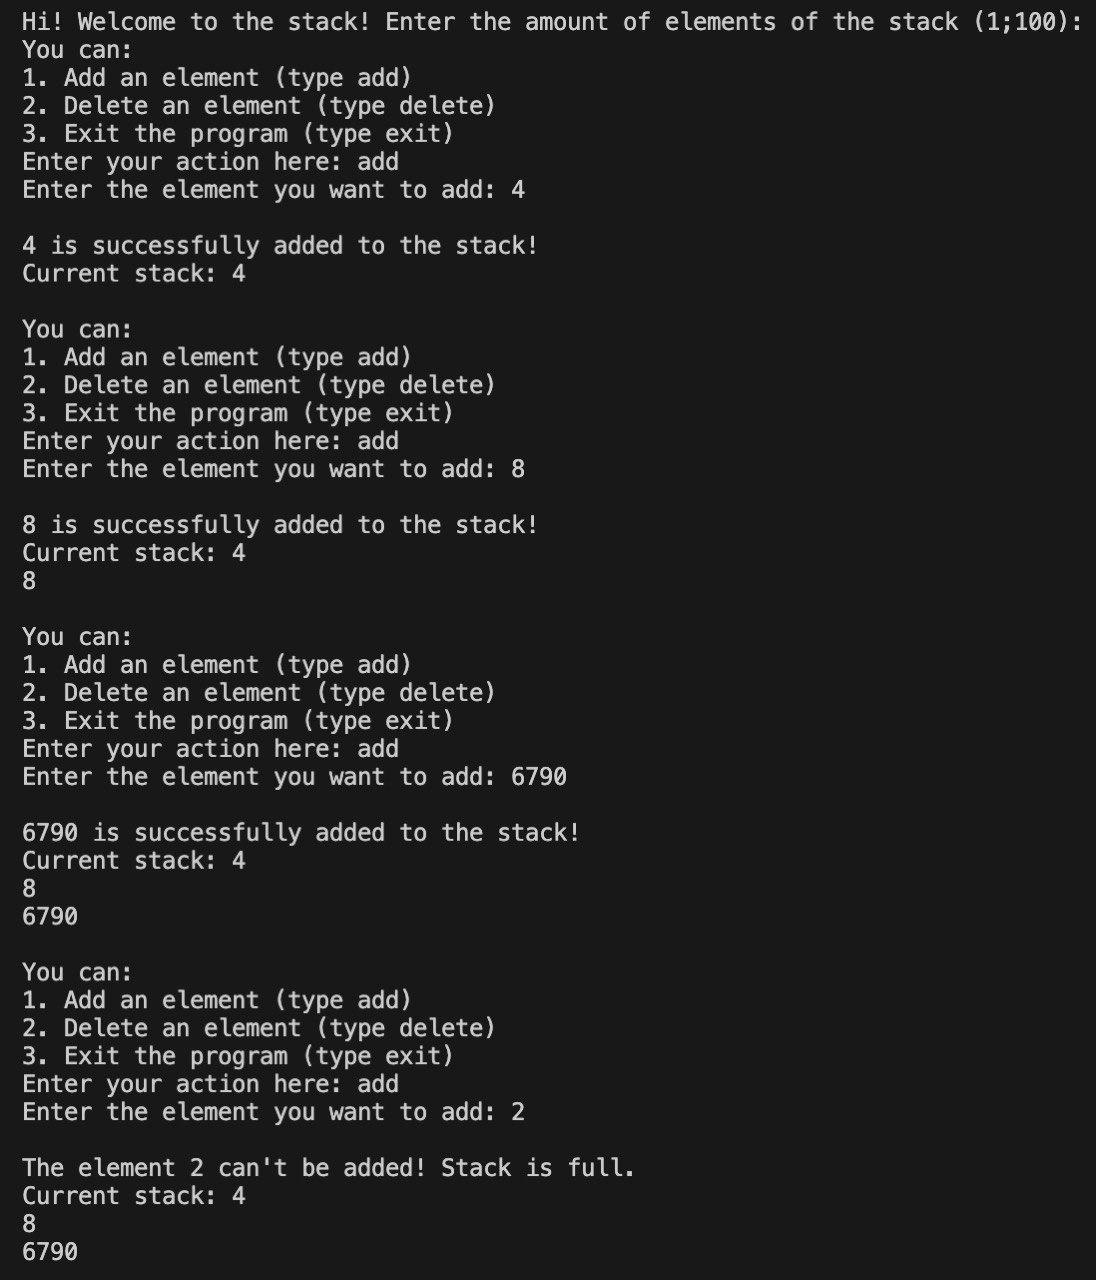 Hi! Welcome to the stack! Enter the amount of elements of the stack (1;100):
You can:
1. Add an element (type add)
2. Delete an element (type delete)
3. Exit the program (type exit)
Enter your action here: add
Enter the element you want to add: 4
4 is successfully added to the stack!
Current stack: 4
You can:
1. Add an element (type add)
2. Delete an element (type delete)
3. Exit the program (type exit)
Enter your action here: add
Enter the element you want to add: 8
8 is successfully added to the stack!
Current stack: 4
8
You can:
1. Add an element (type add)
2. Delete an element (type delete)
3. Exit the program (type exit)
Enter your action here: add
Enter the element you want to add: 6790
6790 is successfully added to the stack!
Current stack: 4
8
6790
You can:
1. Add an element (type add)
2. Delete an element (type delete)
3. Exit the program (type exit)
Enter your action here: add
Enter the element you want to add: 2
The element 2 can't be added! Stack is full.
Current stack: 4
8
6790